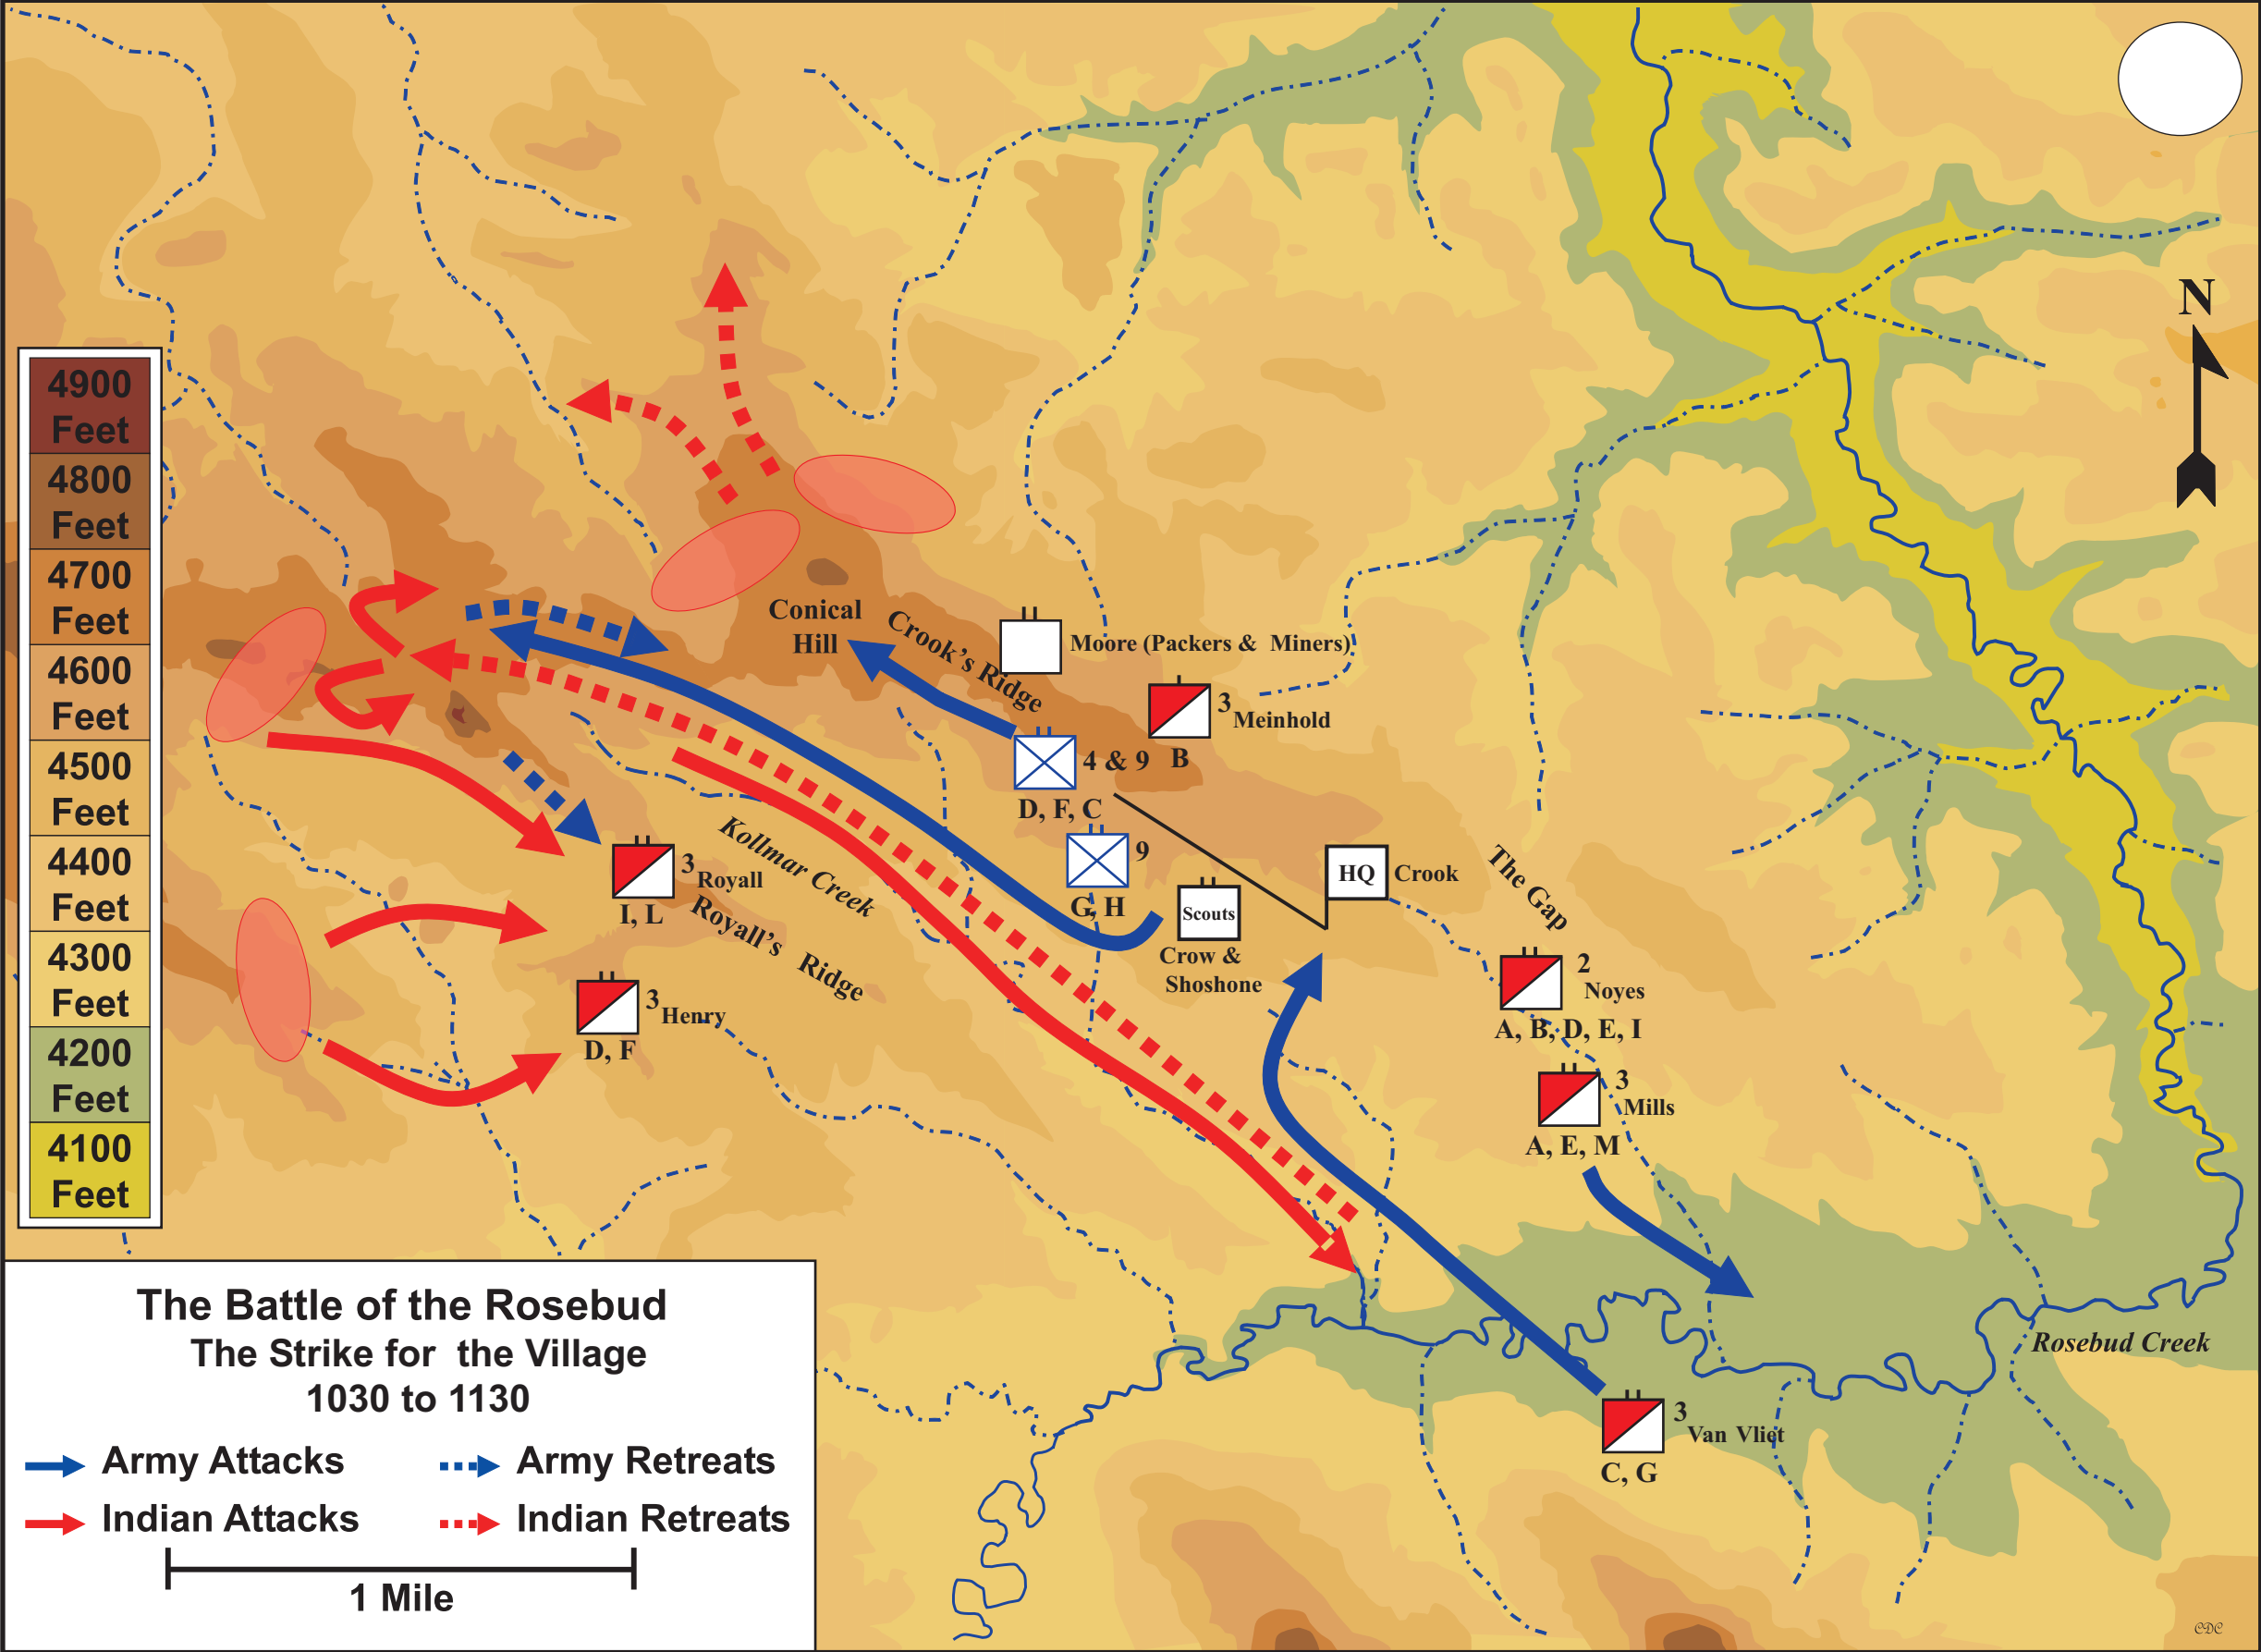 N
4900
Feet
4800
Feet
4700
Feet
4600
Feet
4500
Feet
4400
Feet
4300
Feet
4200
Feet
4100
Feet
Conical
Hill
Crook's Ridge
Moore (Packers & Miners)
3
Meinhold
B
4 & 9
D, F, C
9
G, H
Scouts
Crow &
Shoshone
HQ
Crook
The Gap
3
Royall
I, L
Kollmar Creek
Royall's Ridge
3
Henry
D, F
2
Noyes
A, B, D, E, I
3
Mills
A, E, M
Rosebud Creek
3
Van Vliet
C, G
The Battle of the Rosebud
The Strike for the Village
1030 to 1130
Army Attacks
Army Retreats
Indian Attacks
Indian Retreats
1 Mile
CDC